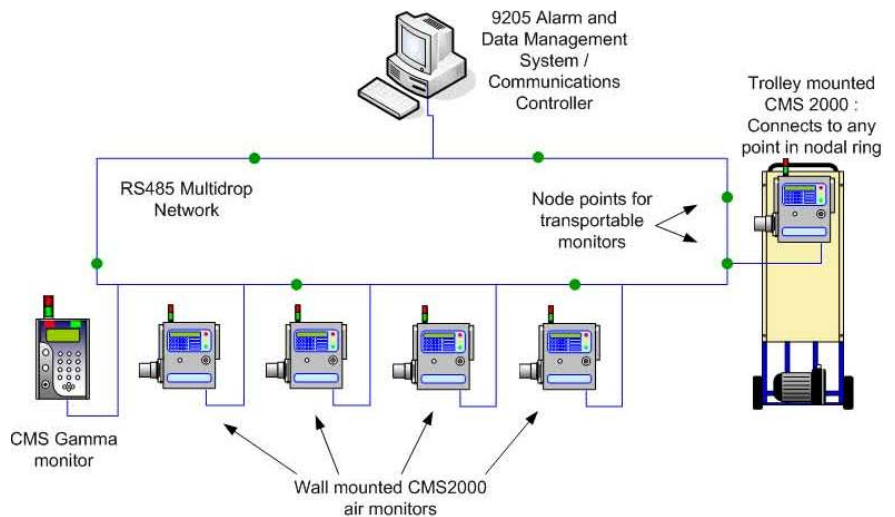 9205 Alarm and
Data Management
System /
Communications
Controller
Trolley mounted
CMS 2000 :
Connects to any
point in nodal ring
RS485 Multidrop
Network
Node points for
transportable
monitors
CMS Gamma
monitor
Wall mounted CMS2000
air monitors